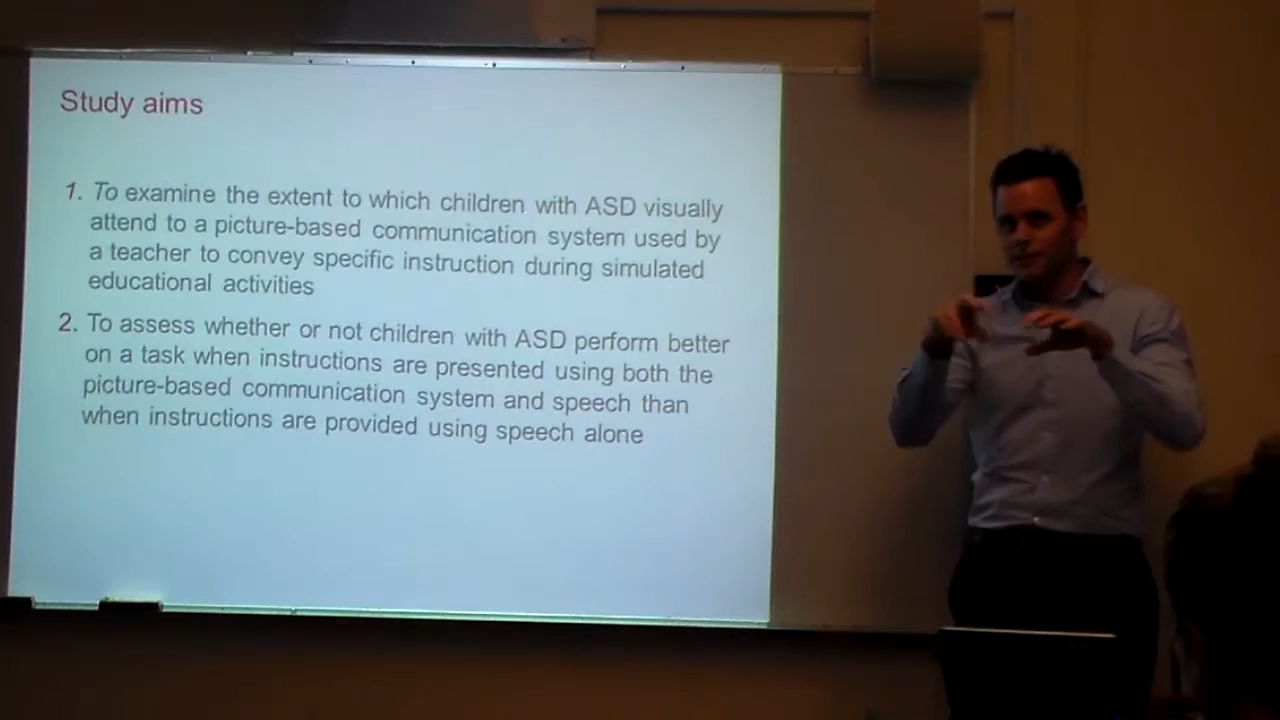 Study aims
1. To examine the extent to which children with ASD visually
attend to a picture-based communication system used by
a teacher to convey specific instruction during simulated
educational activities
2. To assess whether or not children with ASD perform better
on a task when instructions are presented using both the
picture-based communication system and speech than
when instructions are provided using speech alone